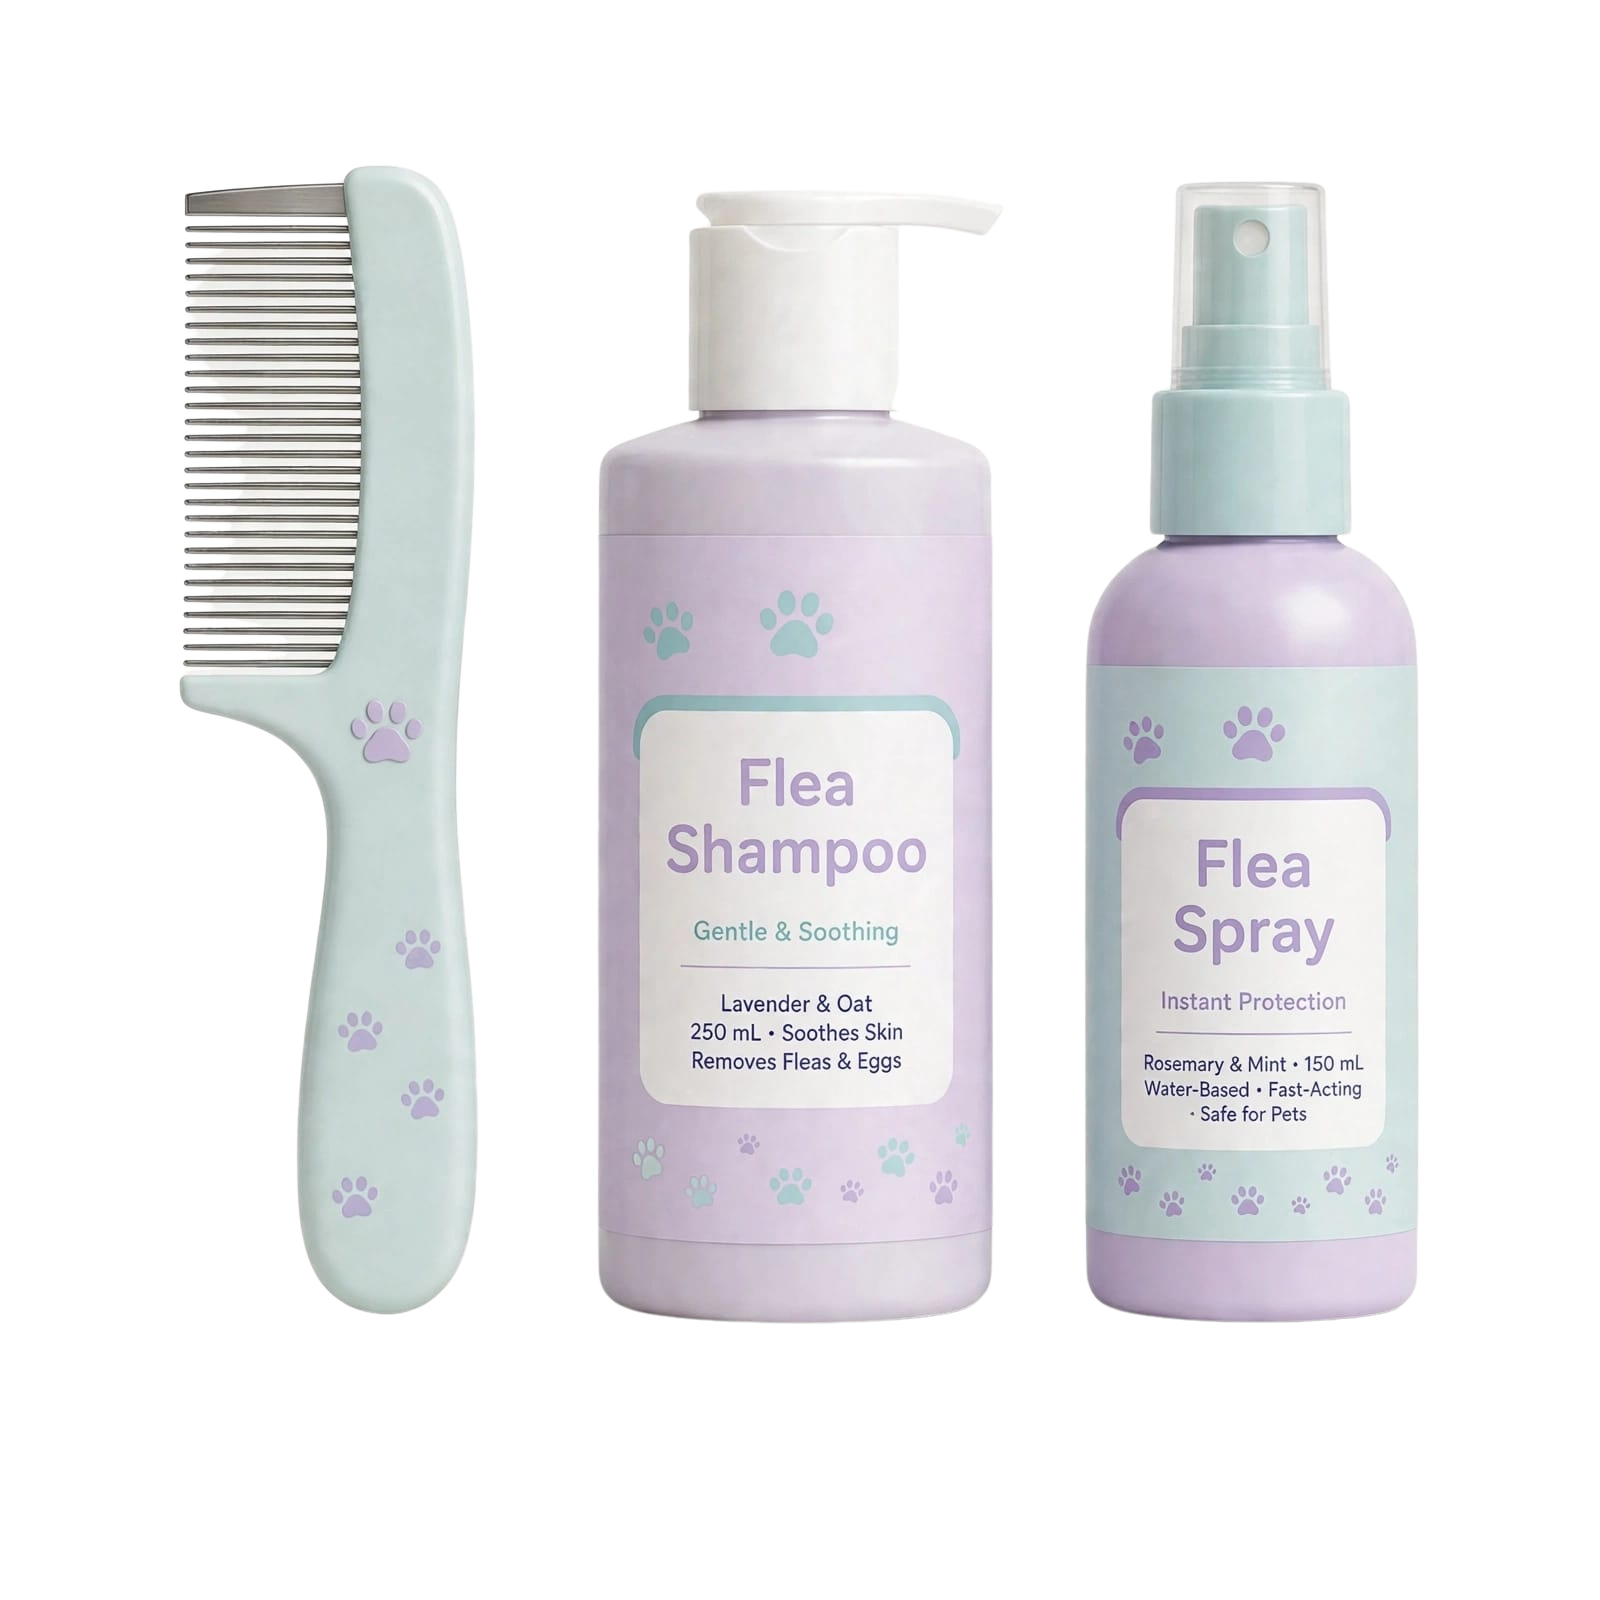 Flea
Shampoo
Gentle & Soothing
Lavender & Oat
250 mL • Soothes Skin
Removes Fleas & Eggs
Flea
Spray
Instant Protection
Rosemary & Mint • 150 mL
Water-Based • Fast-Acting
• Safe for Pets